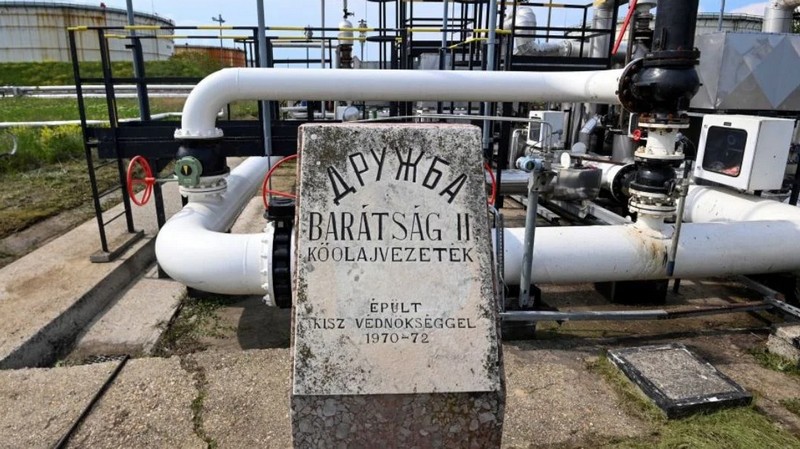 ДРУЖБА
BARÁTSÁG II
KŐOLAJVEZETÉK
ÉPÜLT
KISZ VÉDNÖKSÉGGEL
1970-72